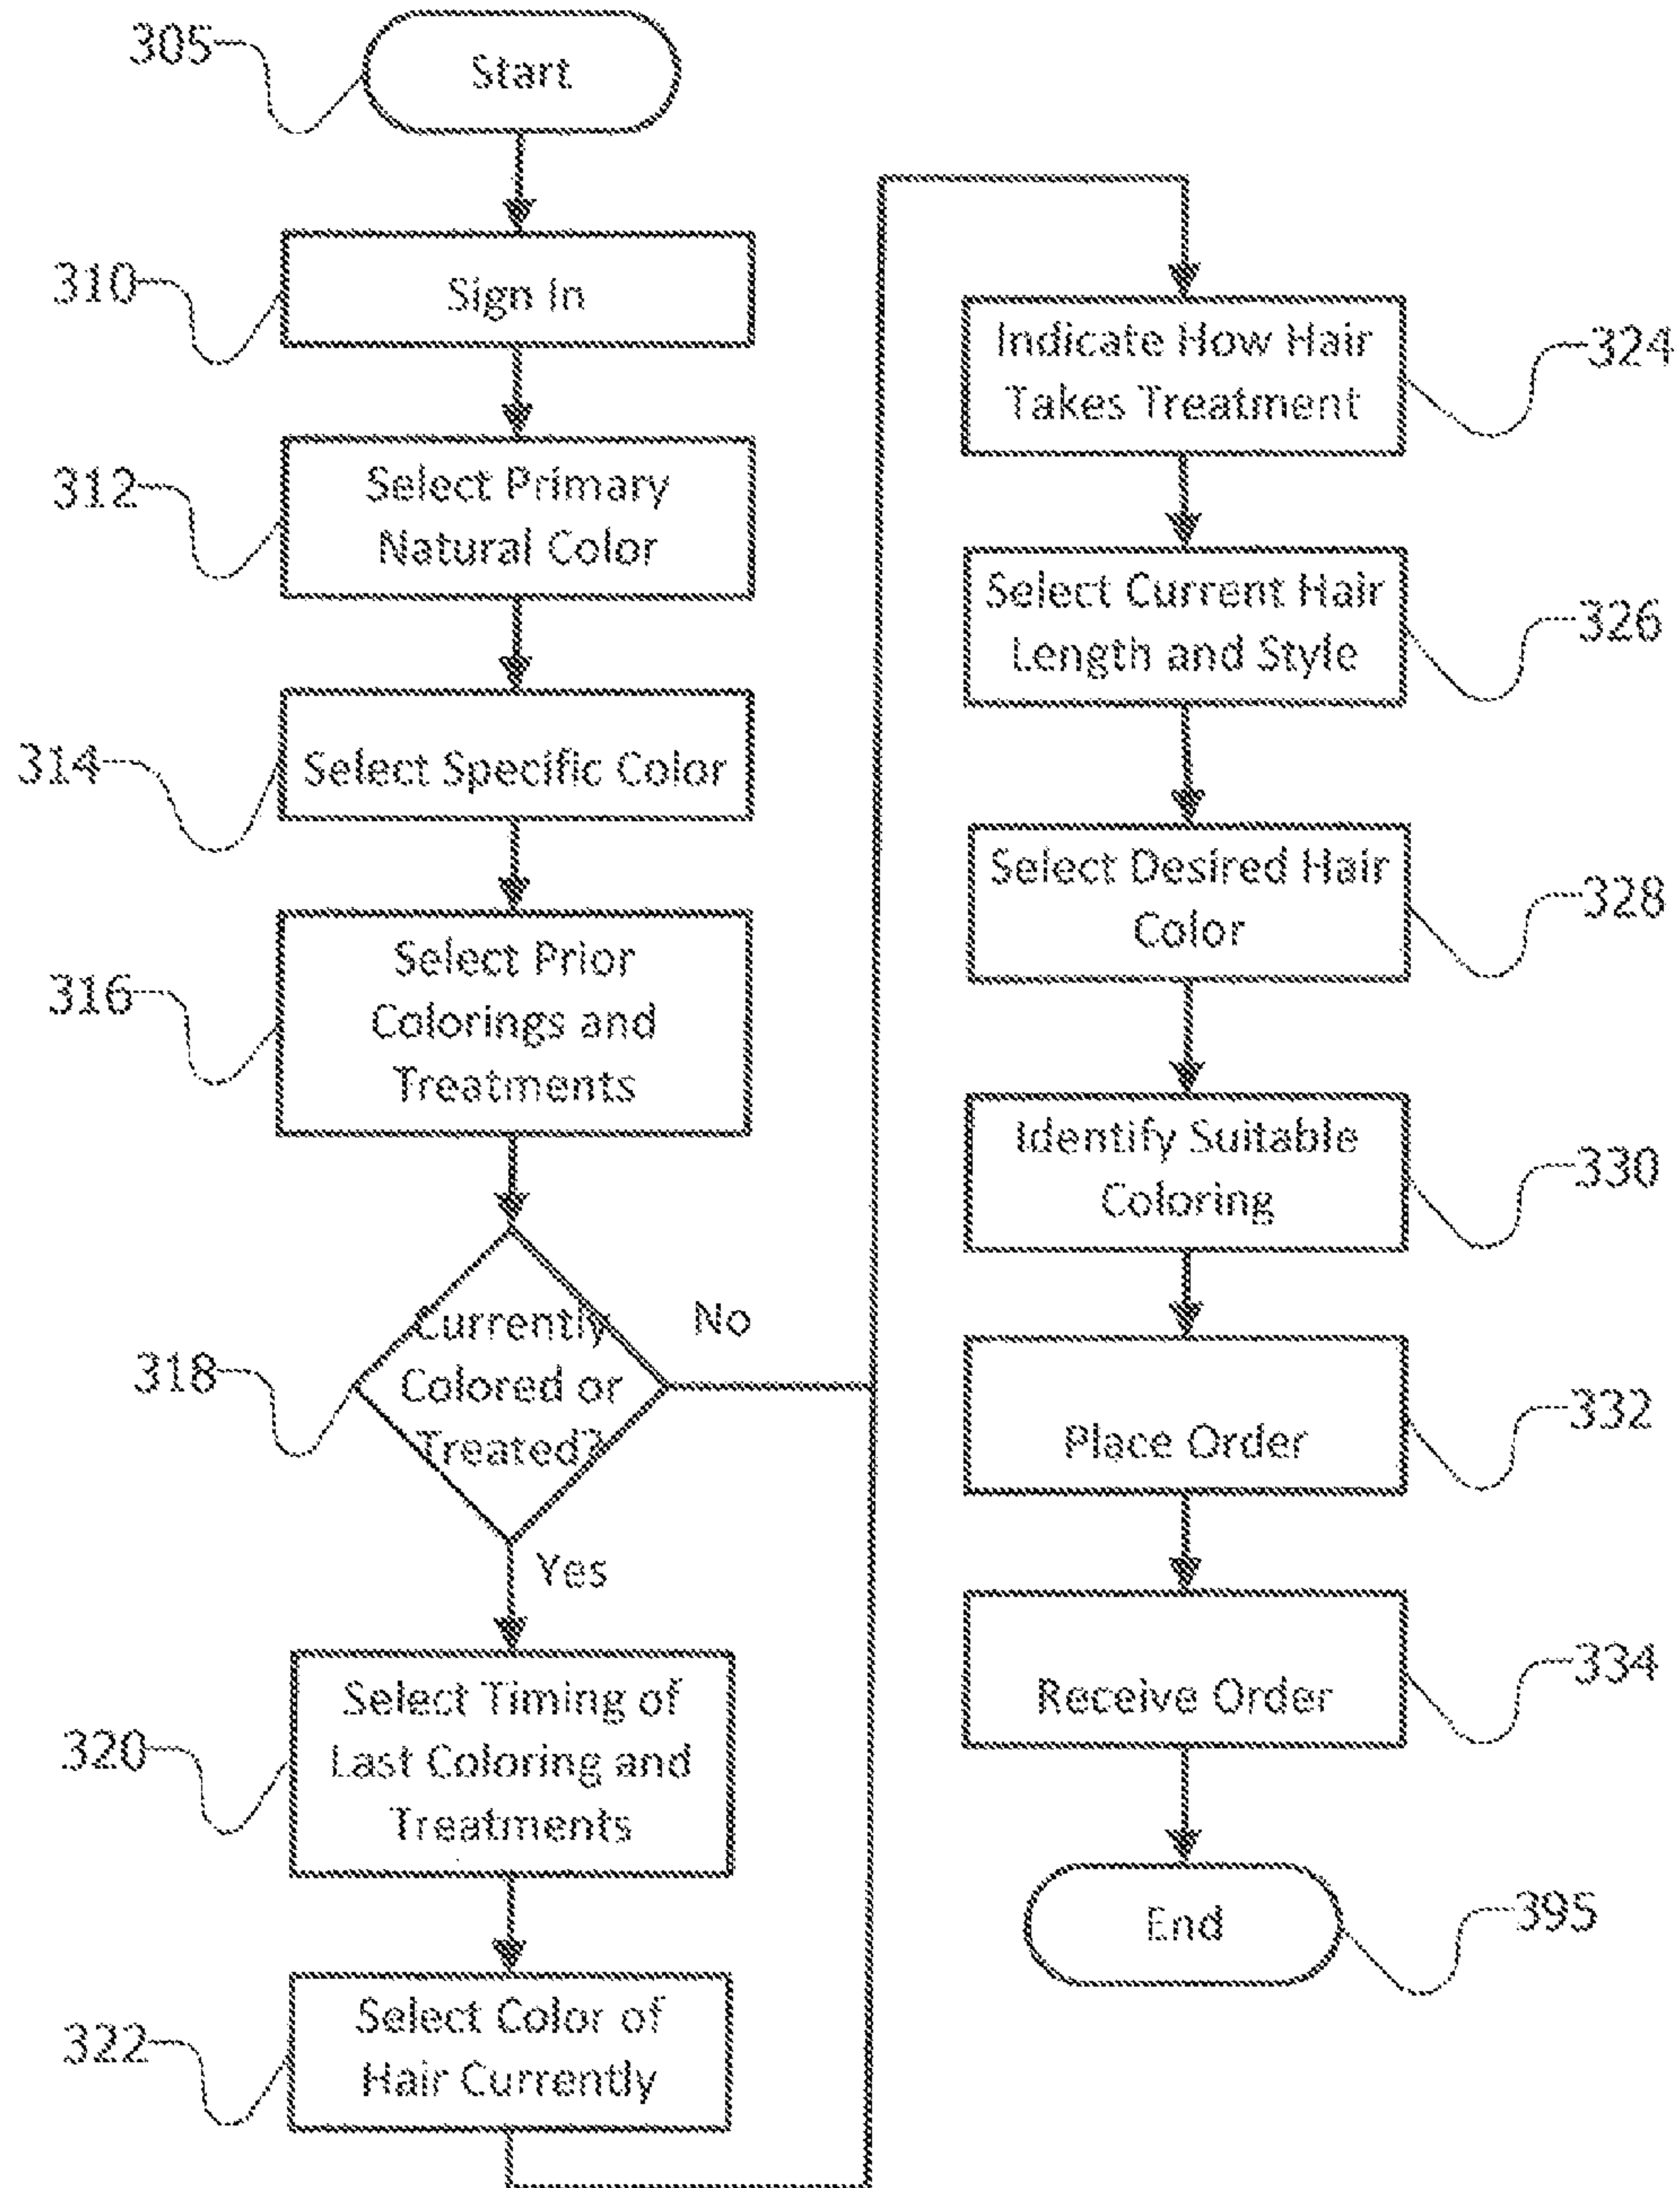 305
Start
310
Sign In
312
Select Primary
Natural Color
314
Select Specific Color
316
Select Prior
Colorings and
Treatments
318
Currently
Colored or
Treated?
No
Yes
320
Select Timing of
Last Coloring and
Treatments
322
Select Color of
Hair Currently
Indicate How Hair
Takes Treatment
324
Select Current Hair
Length and Style
326
Select Desired Hair
Color
328
Identify Suitable
Coloring
330
Place Order
332
Receive Order
334
End
395